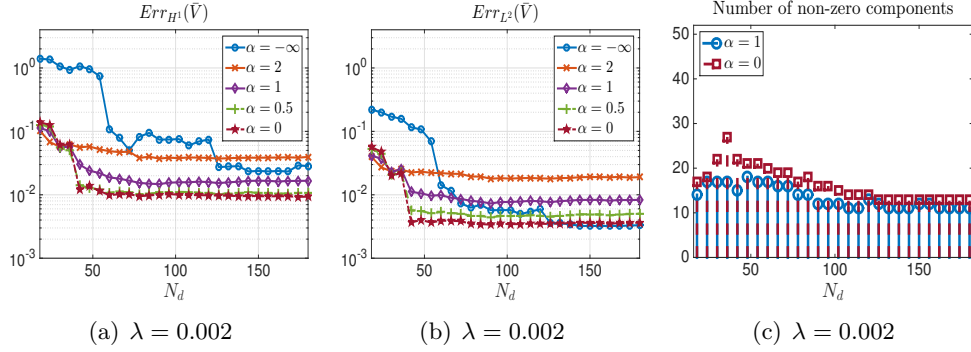 Err_{H^1}(V̄)
10^0
10^{-1}
10^{-2}
10^{-3}
α = −∞
α = 2
α = 1
α = 0.5
α = 0
50
100
150
N_d
(a) λ = 0.002
Err_{L^2}(V̄)
10^0
10^{-1}
10^{-2}
10^{-3}
α = −∞
α = 2
α = 1
α = 0.5
α = 0
50
100
150
N_d
(b) λ = 0.002
Number of non-zero components
50
40
30
20
10
0
α = 1
α = 0
50
100
150
N_d
(c) λ = 0.002